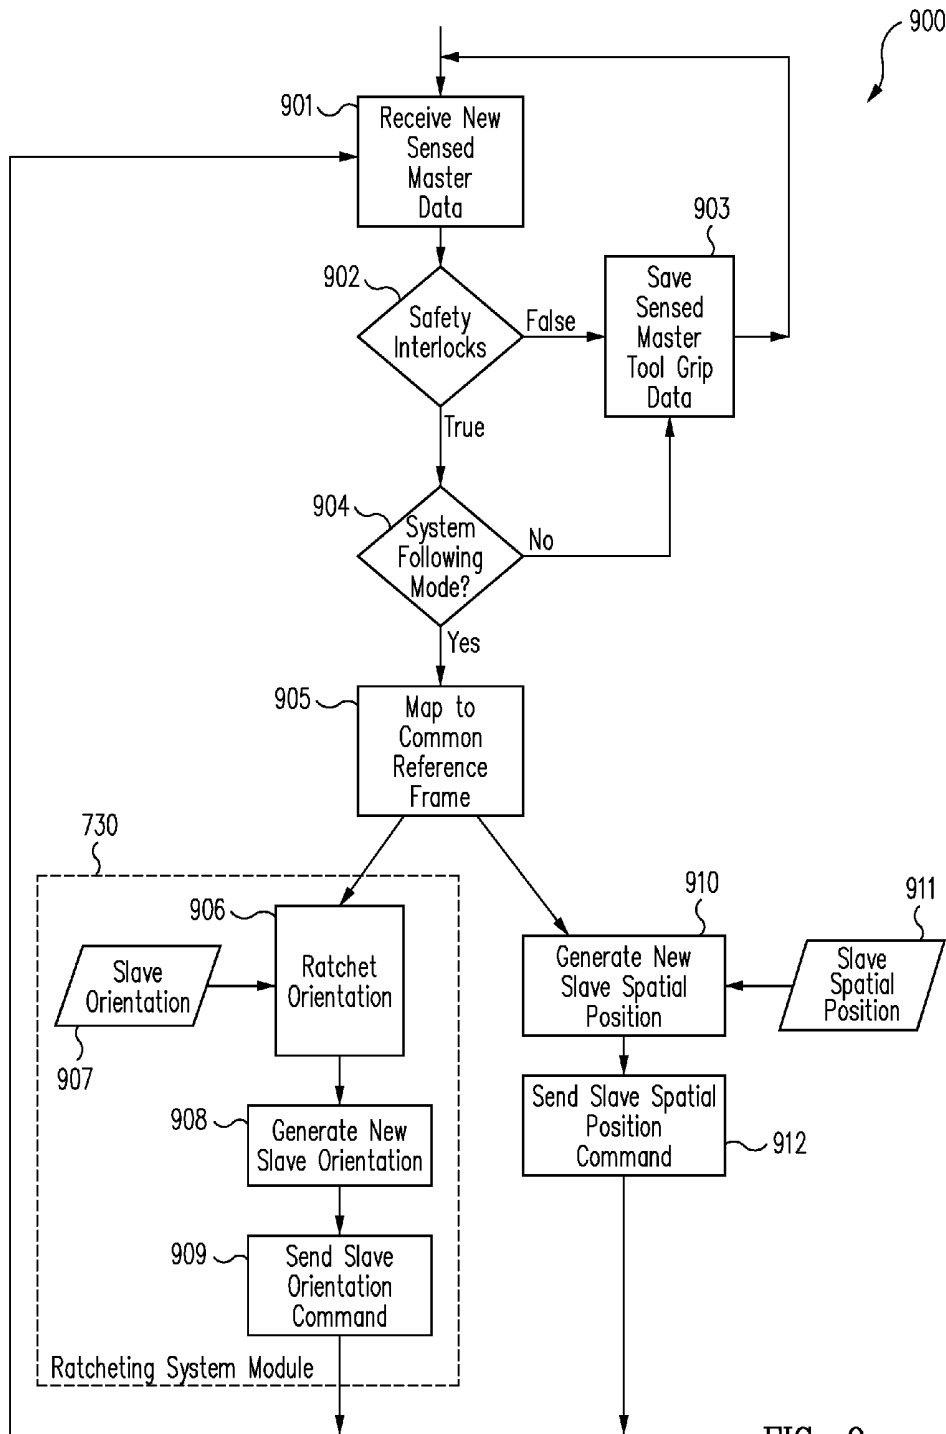 900
901
Receive New
Sensed
Master
Data
903
902
Safety
Interlocks
False
Save
Sensed
Master
Tool Grip
Data
True
904
System
Following
Mode?
No
Yes
905
Map to
Common
Reference
Frame
730
906
Ratchet
Orientation
Slave
Orientation
907
910
911
Generate New
Slave Spatial
Position
Slave
Spatial
Position
908
Generate New
Slave Orientation
Send Slave Spatial
Position
Command
912
909
Send Slave
Orientation
Command
Ratcheting System Module